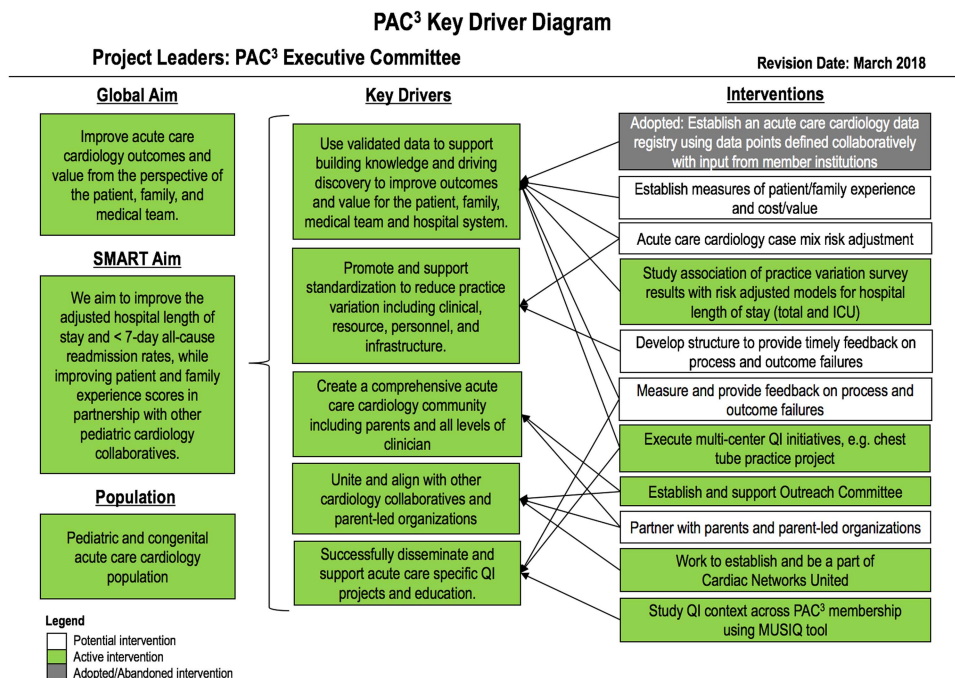 PAC³ Key Driver Diagram
Project Leaders: PAC³ Executive Committee
Revision Date: March 2018
Global Aim
Improve acute care
cardiology outcomes and
value from the perspective of
the patient, family, and
medical team.
SMART Aim
We aim to improve the
adjusted hospital length of
stay and < 7-day all-cause
readmission rates, while
improving patient and family
experience scores in
partnership with other
pediatric cardiology
collaboratives.
Population
Pediatric and congenital
acute care cardiology
population
Legend
Potential intervention
Active intervention
Adopted/Abandoned intervention
Key Drivers
Use validated data to support
building knowledge and driving
discovery to improve outcomes
and value for the patient, family,
medical team and hospital system.
Promote and support
standardization to reduce practice
variation including clinical,
resource, personnel, and
infrastructure.
Create a comprehensive acute
care cardiology community
including parents and all levels of
clinician
Unite and align with other
cardiology collaboratives and
parent-led organizations
Successfully disseminate and
support acute care specific QI
projects and education.
Interventions
Adopted: Establish an acute care cardiology data
registry using data points defined collaboratively
with input from member institutions
Establish measures of patient/family experience
and cost/value
Acute care cardiology case mix risk adjustment
Study association of practice variation survey
results with risk adjusted models for hospital
length of stay (total and ICU)
Develop structure to provide timely feedback on
process and outcome failures
Measure and provide feedback on process and
outcome failures
Execute multi-center QI initiatives, e.g. chest
tube practice project
Establish and support Outreach Committee
Partner with parents and parent-led organizations
Work to establish and be a part of
Cardiac Networks United
Study QI context across PAC³ membership
using MUSIQ tool